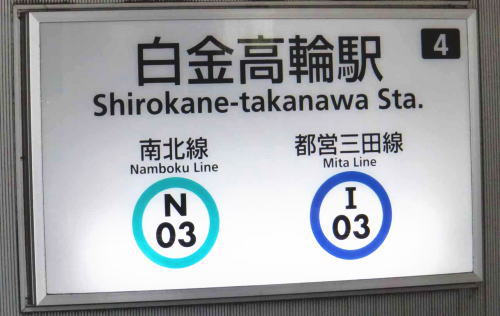 白金高輪駅
4
Shirokane-takanawa Sta.
南北線
Namboku Line
N
03
都営三田線
Mita Line
I
03